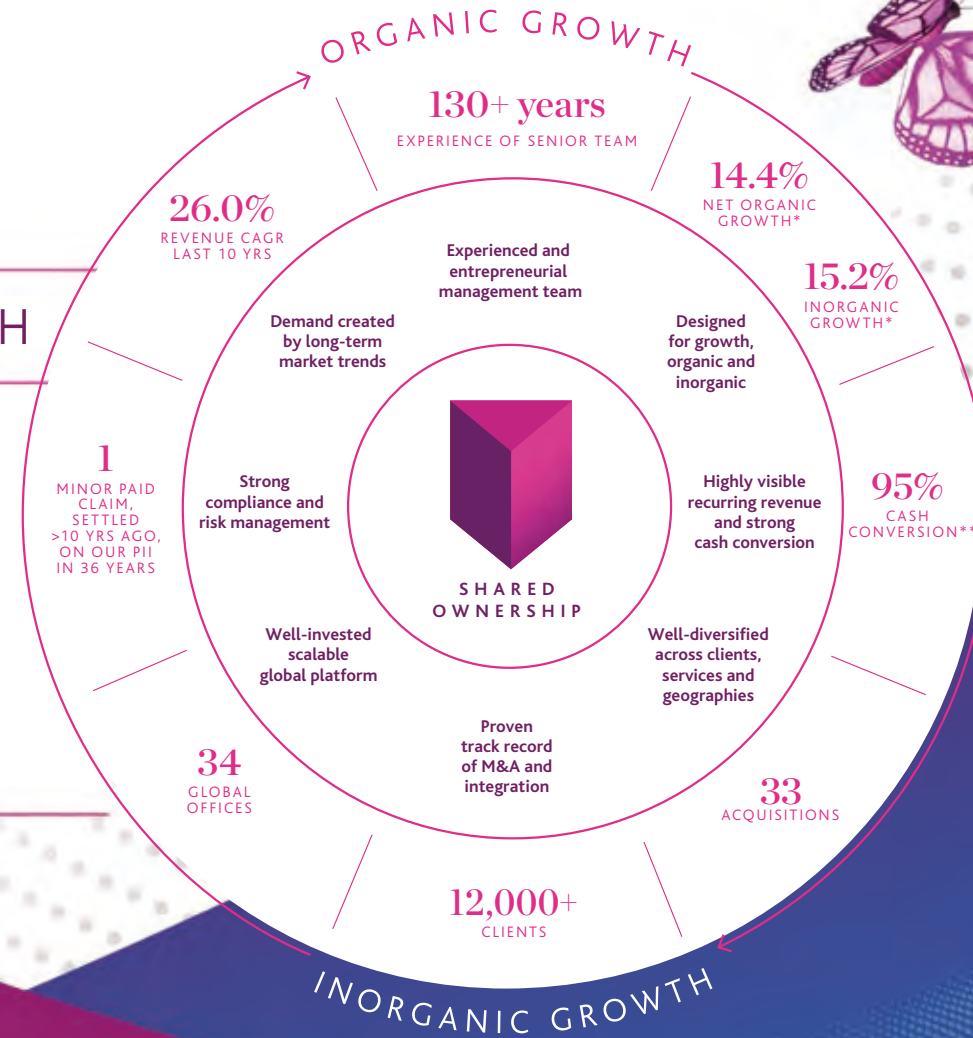 ORGANIC GROWTH
130+ years
EXPERIENCE OF SENIOR TEAM
14.4%
NET ORGANIC
GROWTH*
15.2%
INORGANIC
GROWTH*
95%
CASH
CONVERSION**
33
ACQUISITIONS
12,000+
CLIENTS
34
GLOBAL
OFFICES
1
MINOR PAID
CLAIM,
SETTLED
>10 YRS AGO,
ON OUR PII
IN 36 YEARS
26.0%
REVENUE CAGR
LAST 10 YRS
Experienced and
entrepreneurial
management team
Designed
for growth,
organic and
inorganic
Highly visible
recurring revenue
and strong
cash conversion
Well-diversified
across clients,
services and
geographies
Proven
track record
of M&A and
integration
Well-invested
scalable
global platform
Strong
compliance and
risk management
Demand created
by long-term
market trends
SHARED
OWNERSHIP
INORGANIC GROWTH
H